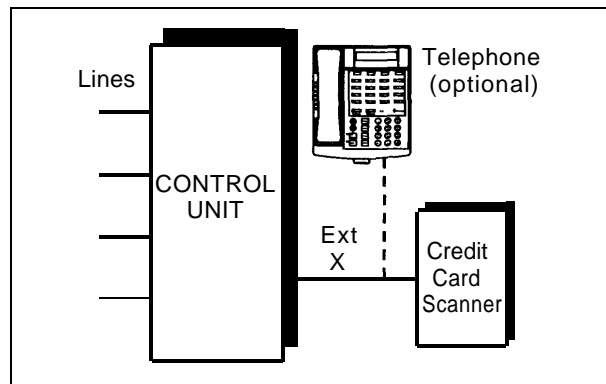 Lines
Telephone
(optional)
CONTROL
UNIT
Ext
X
Credit
Card
Scanner